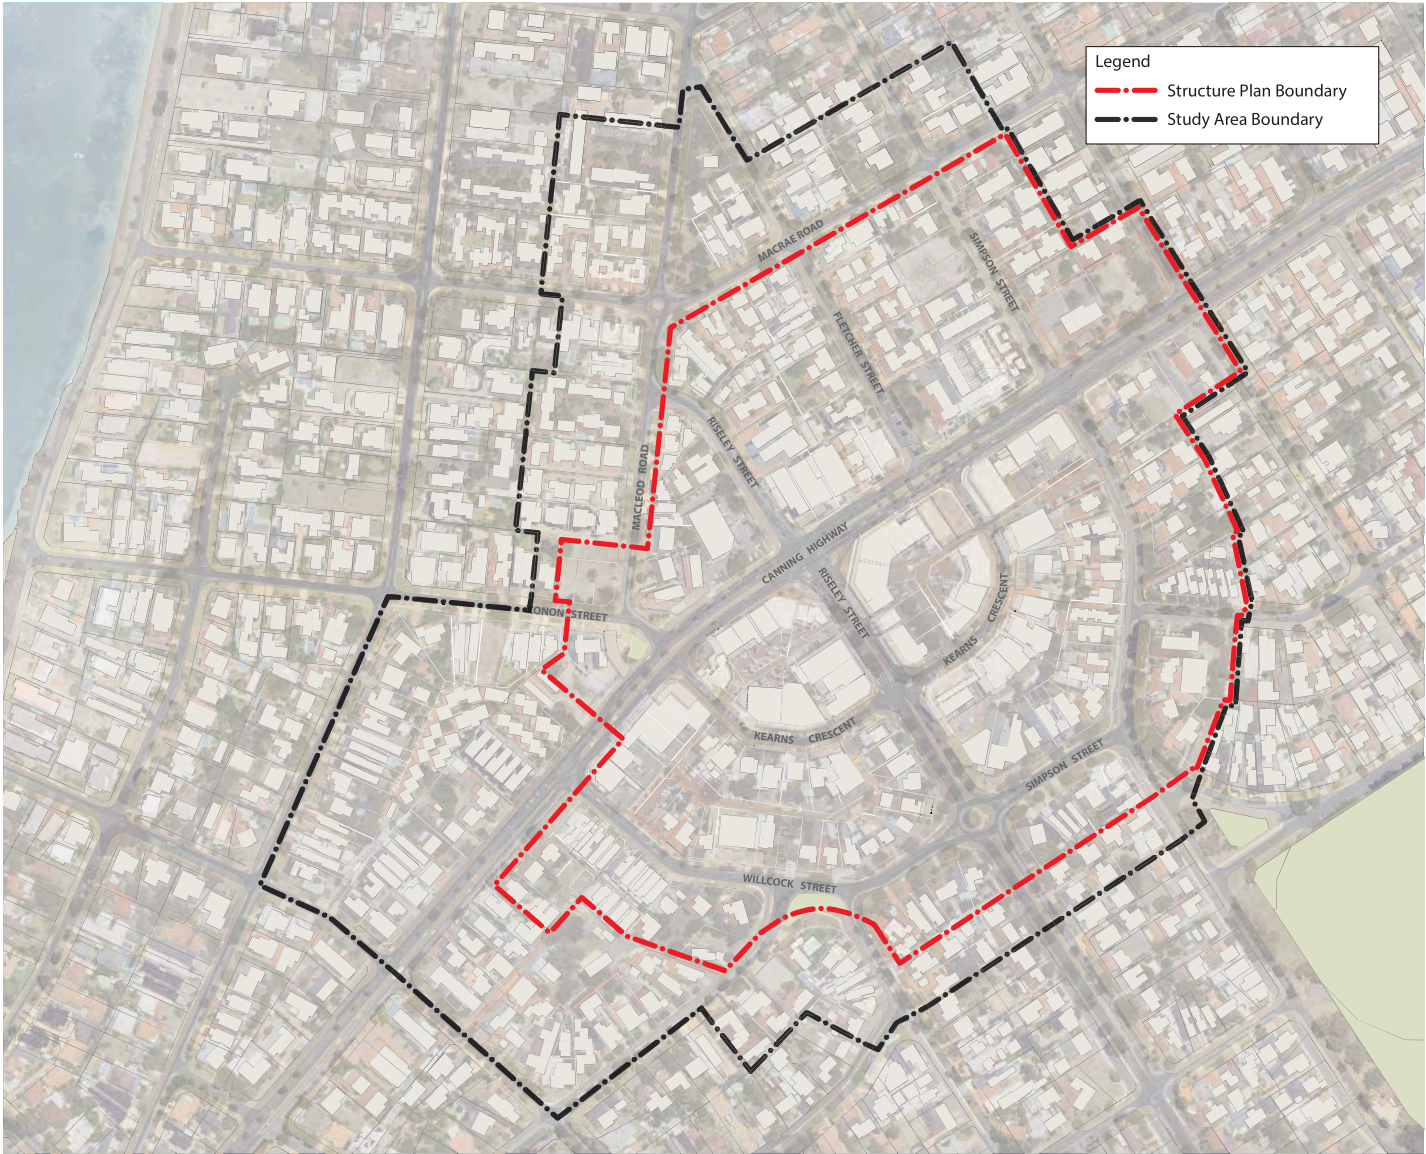 Legend
Structure Plan Boundary
Study Area Boundary
MACRAE ROAD
SIMPSON STREET
FLETCHER STREET
RISELEY STREET
MACLEOD ROAD
CANNING HIGHWAY
RISELEY STREET
KEARNS CRESCENT
ONON STREET
KEARNS CRESCENT
SIMPSON STREET
WILLCOCK STREET